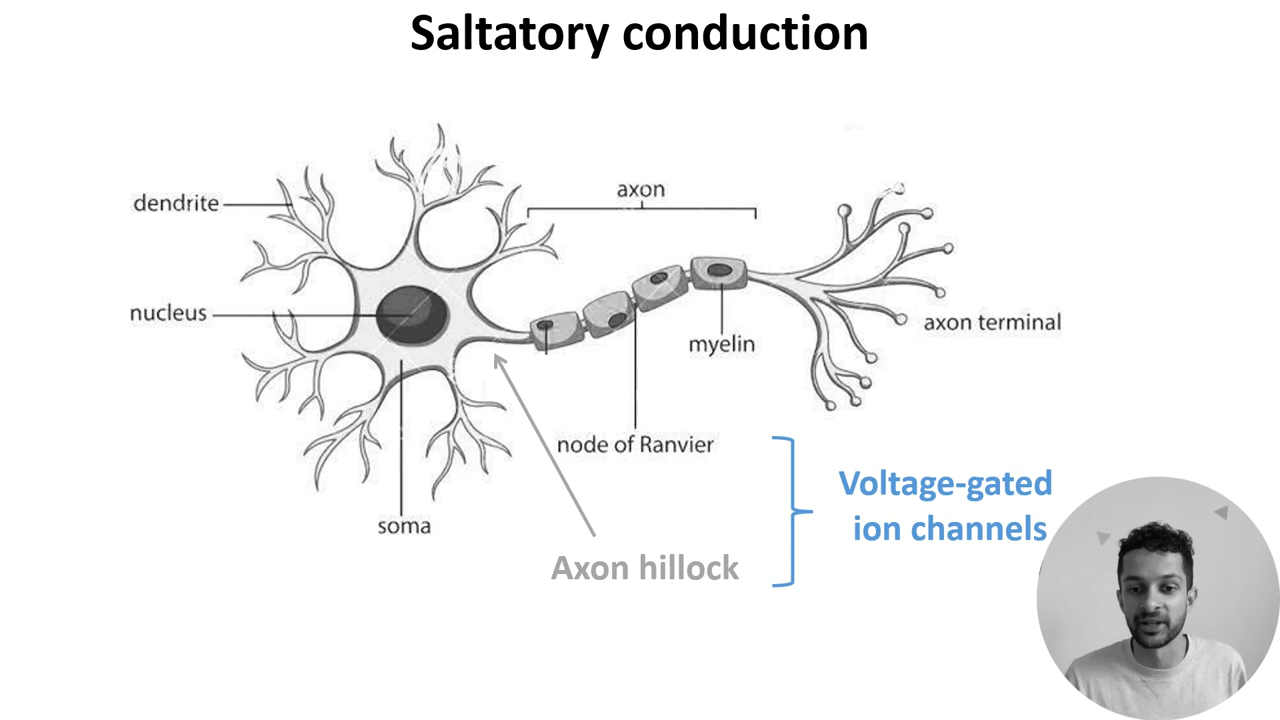 Saltatory conduction
axon
dendrite
nucleus
axon terminal
myelin
node of Ranvier
soma
Axon hillock
Voltage-gated
ion channels